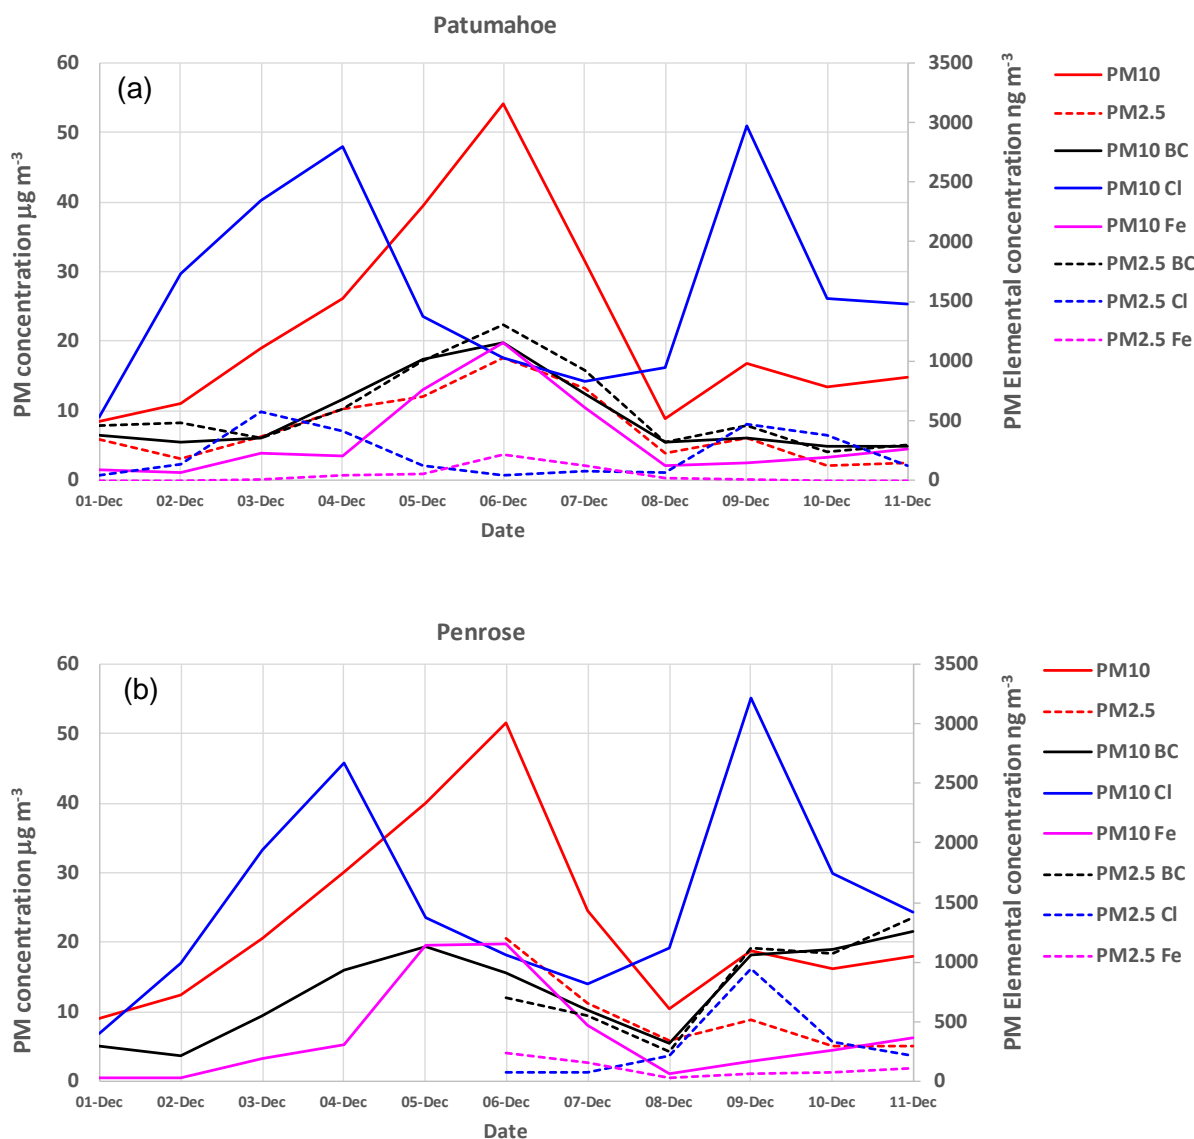 Patumahoe
(a)
PM concentration µg m-3
60
50
40
30
20
10
0
PM Elemental concentration ng m-3
3500
3000
2500
2000
1500
1000
500
0
01-Dec 02-Dec 03-Dec 04-Dec 05-Dec 06-Dec 07-Dec 08-Dec 09-Dec 10-Dec 11-Dec
Date
PM10
PM2.5
PM10 BC
PM10 Cl
PM10 Fe
PM2.5 BC
PM2.5 Cl
PM2.5 Fe
Penrose
(b)
PM concentration µg m-3
60
50
40
30
20
10
0
PM Elemental concentration ng m-3
3500
3000
2500
2000
1500
1000
500
0
01-Dec 02-Dec 03-Dec 04-Dec 05-Dec 06-Dec 07-Dec 08-Dec 09-Dec 10-Dec 11-Dec
Date
PM10
PM2.5
PM10 BC
PM10 Cl
PM10 Fe
PM2.5 BC
PM2.5 Cl
PM2.5 Fe